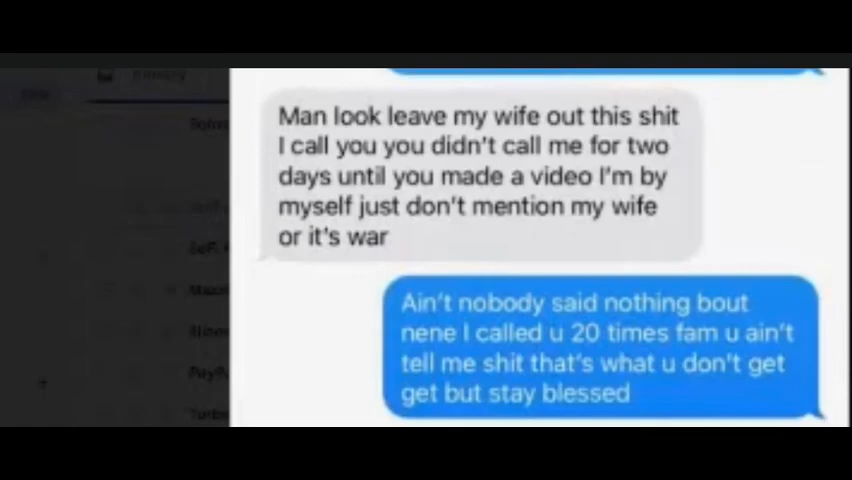 Man look leave my wife out this shit
I call you you didn't call me for two
days until you made a video I'm by
myself just don't mention my wife
or it's war
Ain't nobody said nothing bout
nene I called u 20 times fam u ain't
tell me shit that's what u don't get
get but stay blessed